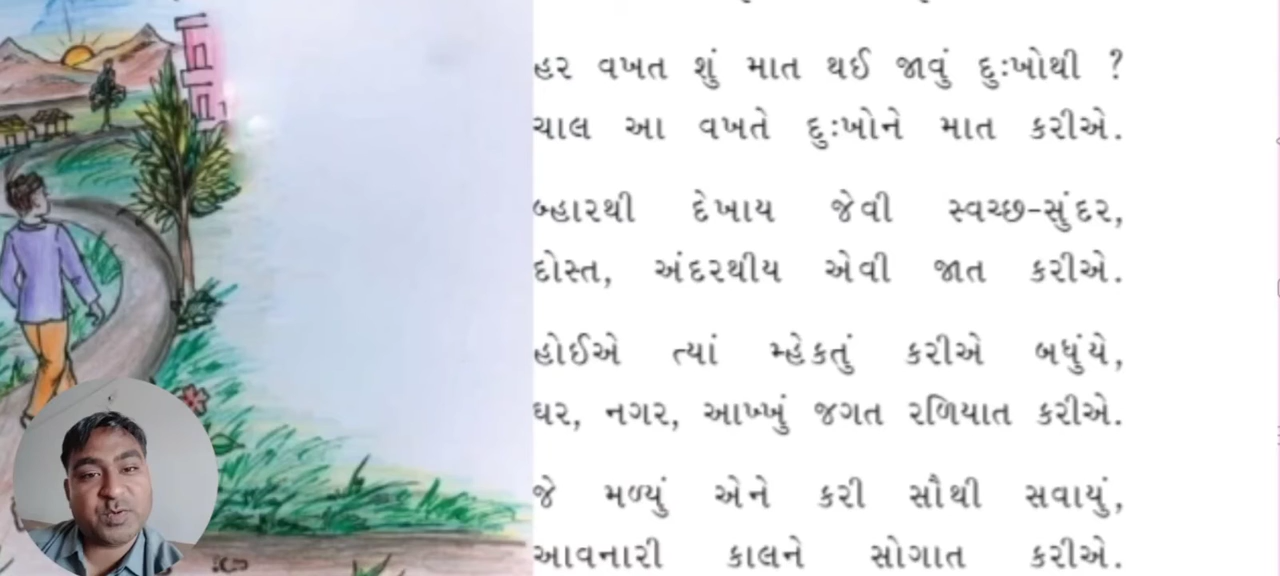 હર વખત શું માત થઈ જાવું દુઃખોથી ?
ચાલ આ વખતે દુઃખોને માત કરીએ.
બ્હારથી દેખાય જેવી સ્વચ્છ-સુંદર,
દોસ્ત, અંદરથીય એવી જાત કરીએ.
હોઈએ ત્યાં મ્હેકતું કરીએ બધુંયે,
ઘર, નગર, આખ્ખું જગત રળિયાત કરીએ.
જે મળ્યું એને કરી સૌથી સવાયું,
આવનારી કાલને સોગાત કરીએ.